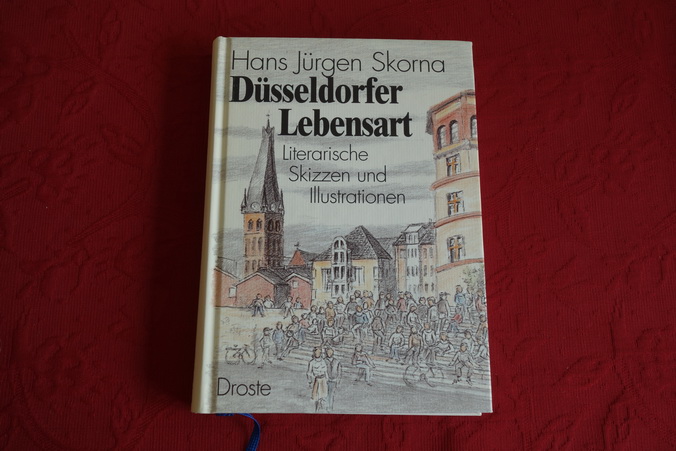 Hans Jürgen Skorna
Düsseldorfer
Lebensart
Literarische
Skizzen und
Illustrationen
Droste